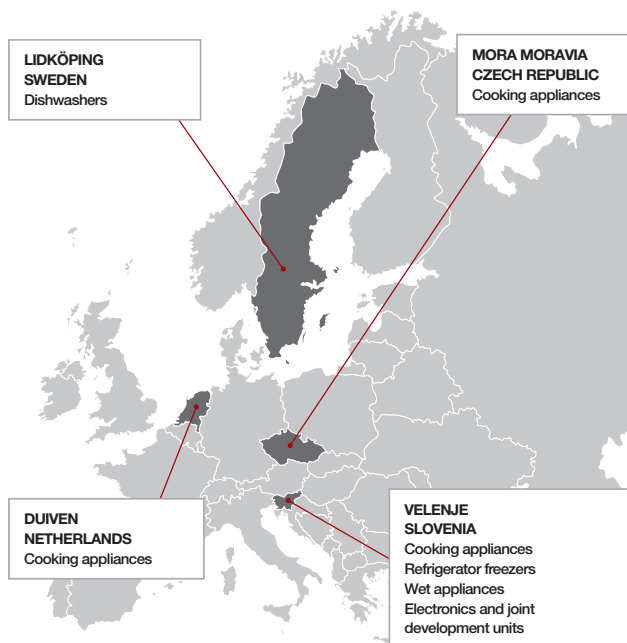 LIDKÖPING
SWEDEN
Dishwashers
MORA MORAVIA
CZECH REPUBLIC
Cooking appliances
DUIVEN
NETHERLANDS
Cooking appliances
VELENJE
SLOVENIA
Cooking appliances
Refrigerator freezers
Wet appliances
Electronics and joint
development units